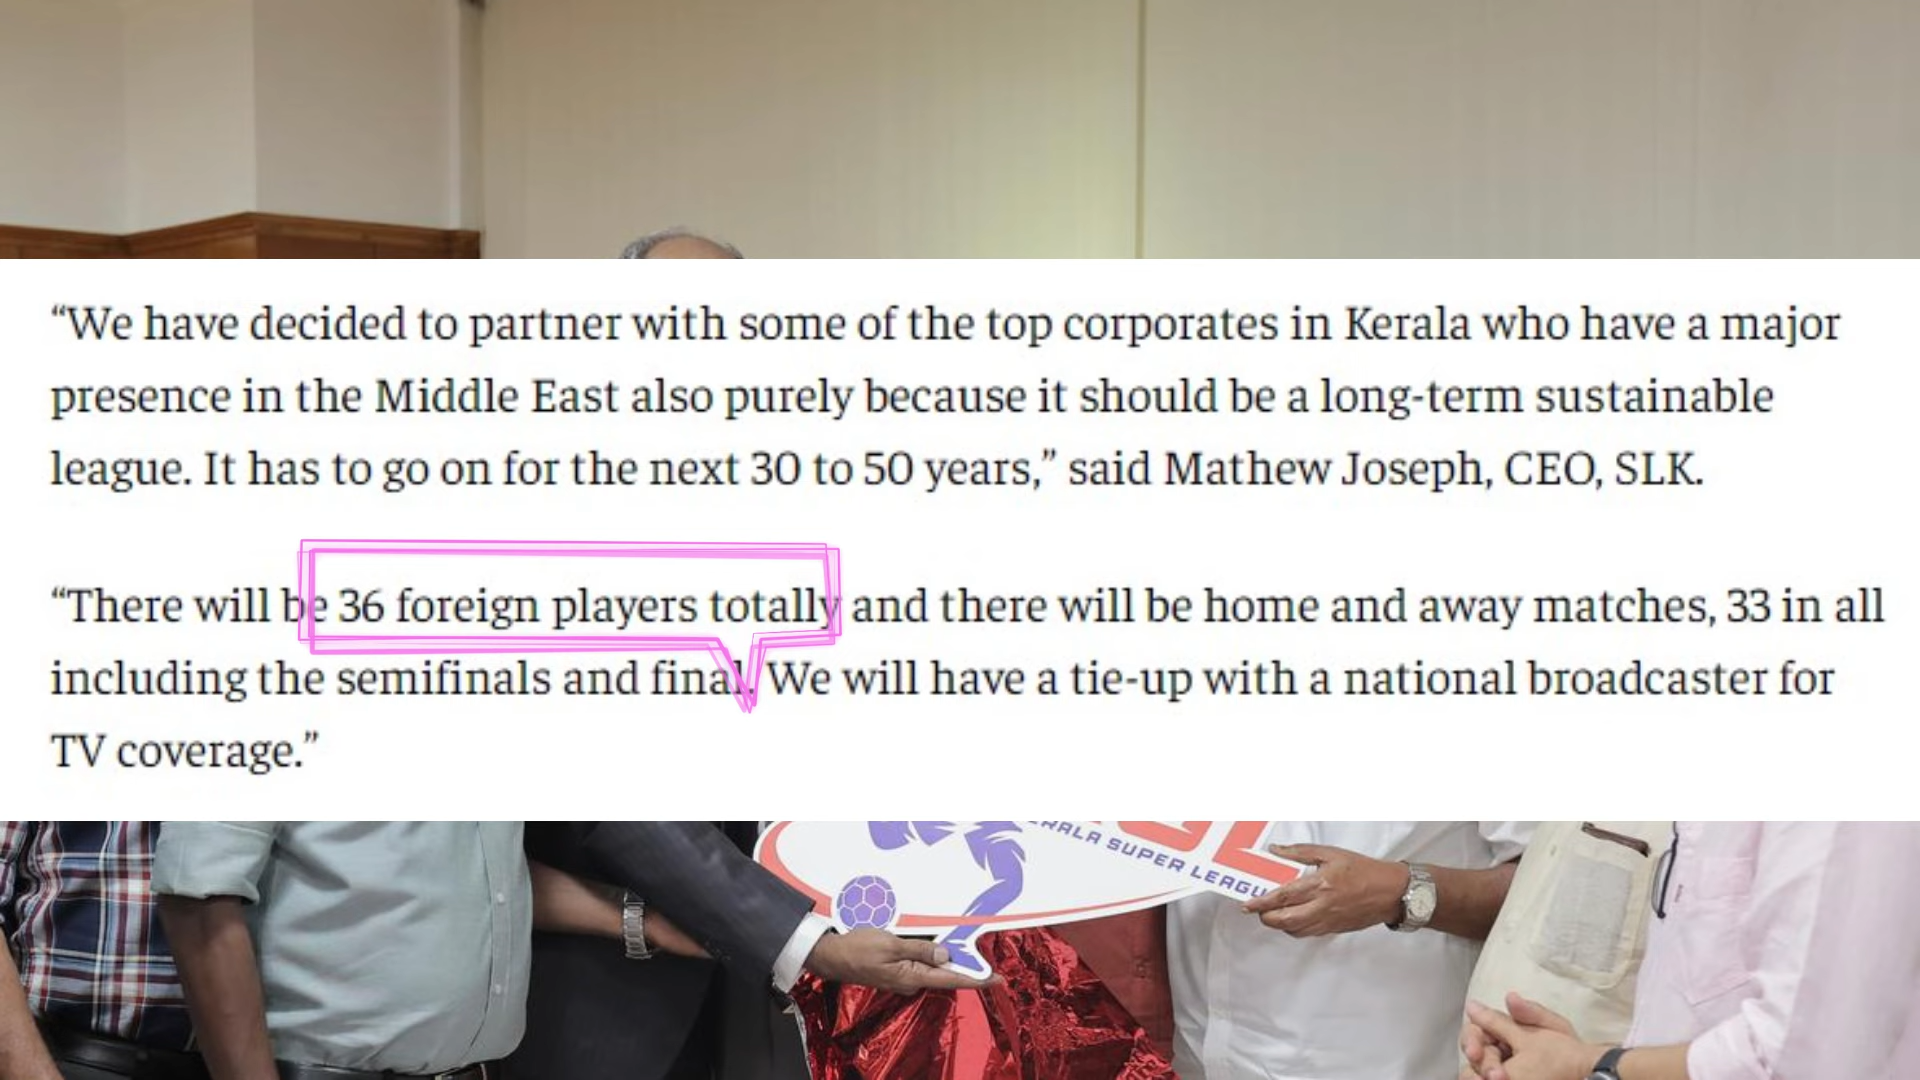 “We have decided to partner with some of the top corporates in Kerala who have a major
presence in the Middle East also purely because it should be a long-term sustainable
league. It has to go on for the next 30 to 50 years,” said Mathew Joseph, CEO, SLK.
“There will be 36 foreign players totally and there will be home and away matches, 33 in all
including the semifinals and final. We will have a tie-up with a national broadcaster for
TV coverage.”
SUPER